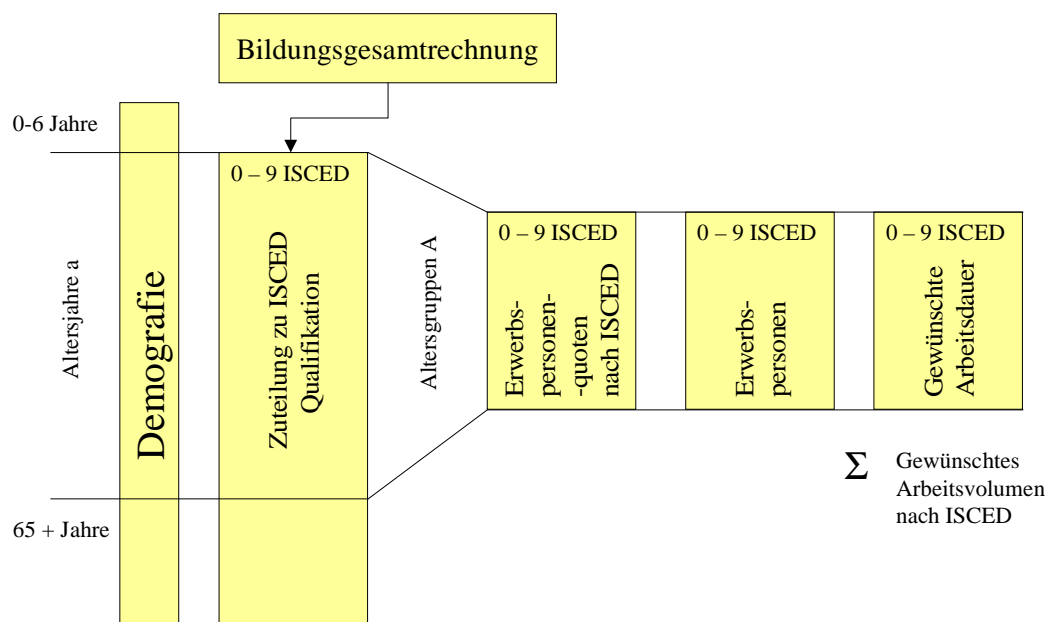 Bildungsgesamtrechnung
0-6 Jahre
0 – 9 ISCED
Altersjahre a
Demografie
Zuteilung zu ISCED
Qualifikation
Altersgruppen A
0 – 9 ISCED
Erwerbs-
personen-
-quoten
nach ISCED
0 – 9 ISCED
Erwerbs-
personen
0 – 9 ISCED
Gewünschte
Arbeitsdauer
65 + Jahre
Σ Gewünschtes
Arbeitsvolumen
nach ISCED